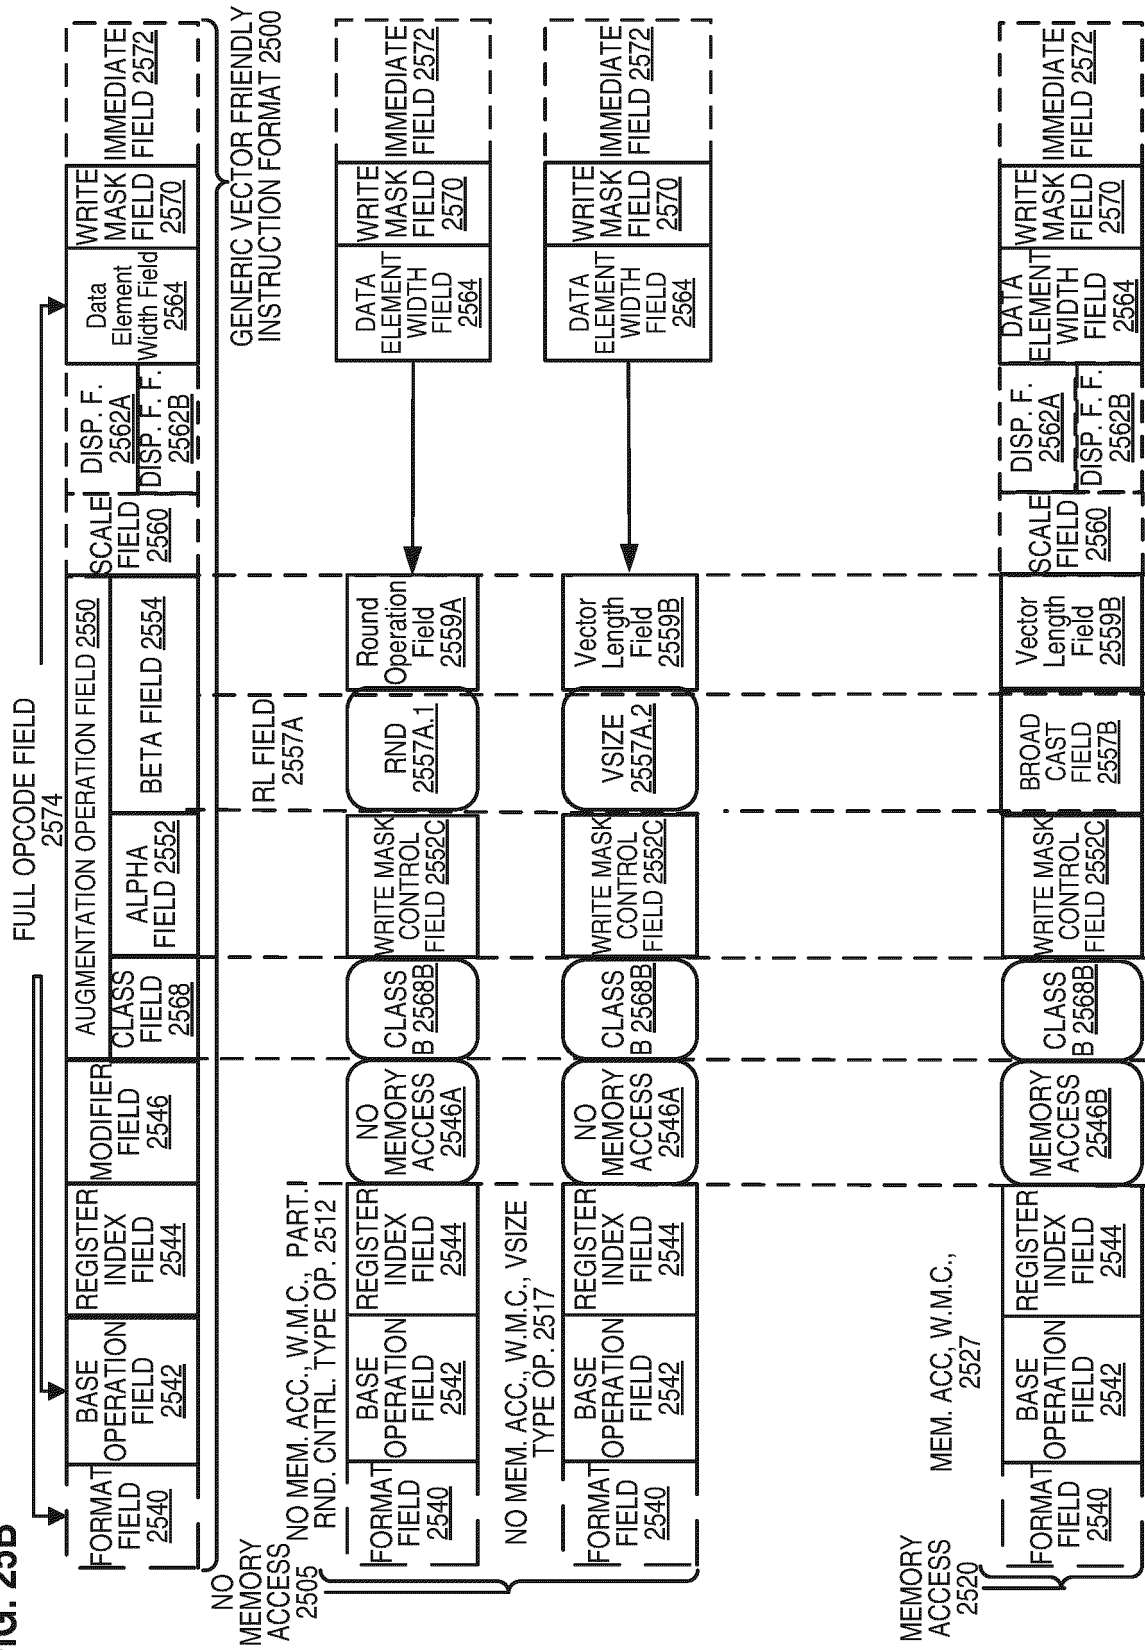 FIG. 25B
FULL OPCODE FIELD
2574
FORMAT
FIELD
2540
BASE
OPERATION
FIELD
2542
REGISTER
INDEX
FIELD
2544
MODIFIER
FIELD
2546
AUGMENTATION OPERATION FIELD 2550
CLASS
FIELD
2568
ALPHA
FIELD 2552
BETA FIELD 2554
SCALE
FIELD
2560
DISP. F.
2562A
DISP. F. F.
2562B
Data
Element
Width Field
2564
WRITE
MASK
FIELD
2570
IMMEDIATE
FIELD 2572
GENERIC VECTOR FRIENDLY
INSTRUCTION FORMAT 2500
RL FIELD
2557A
NO
MEMORY
ACCESS
2505
NO MEM. ACC., W.M.C., PART.
RND. CNTRL. TYPE OP. 2512
FORMAT
FIELD
2540
BASE
OPERATION
FIELD
2542
REGISTER
INDEX
FIELD
2544
NO
MEMORY
ACCESS
2546A
CLASS
B 2568B
WRITE MASK
CONTROL
FIELD 2552C
RND
2557A.1
Round
Operation
Field
2559A
DATA
ELEMENT
WIDTH
FIELD
2564
WRITE
MASK
FIELD
2570
IMMEDIATE
FIELD 2572
NO MEM. ACC., W.M.C., VSIZE
TYPE OP. 2517
FORMAT
FIELD
2540
BASE
OPERATION
FIELD
2542
REGISTER
INDEX
FIELD
2544
NO
MEMORY
ACCESS
2546A
CLASS
B 2568B
WRITE MASK
CONTROL
FIELD 2552C
VSIZE
2557A.2
Vector
Length
Field
2559B
DATA
ELEMENT
WIDTH
FIELD
2564
WRITE
MASK
FIELD
2570
IMMEDIATE
FIELD 2572
MEMORY
ACCESS
2520
MEM. ACC, W.M.C.,
2527
FORMAT
FIELD
2540
BASE
OPERATION
FIELD
2542
REGISTER
INDEX
FIELD
2544
MEMORY
ACCESS
2546B
CLASS
B 2568B
WRITE MASK
CONTROL
FIELD 2552C
BROAD
CAST
FIELD
2557B
Vector
Length
Field
2559B
SCALE
FIELD
2560
DISP. F.
2562A
DISP. F. F.
2562B
DATA
ELEMENT
WIDTH
FIELD
2564
WRITE
MASK
FIELD
2570
IMMEDIATE
FIELD 2572